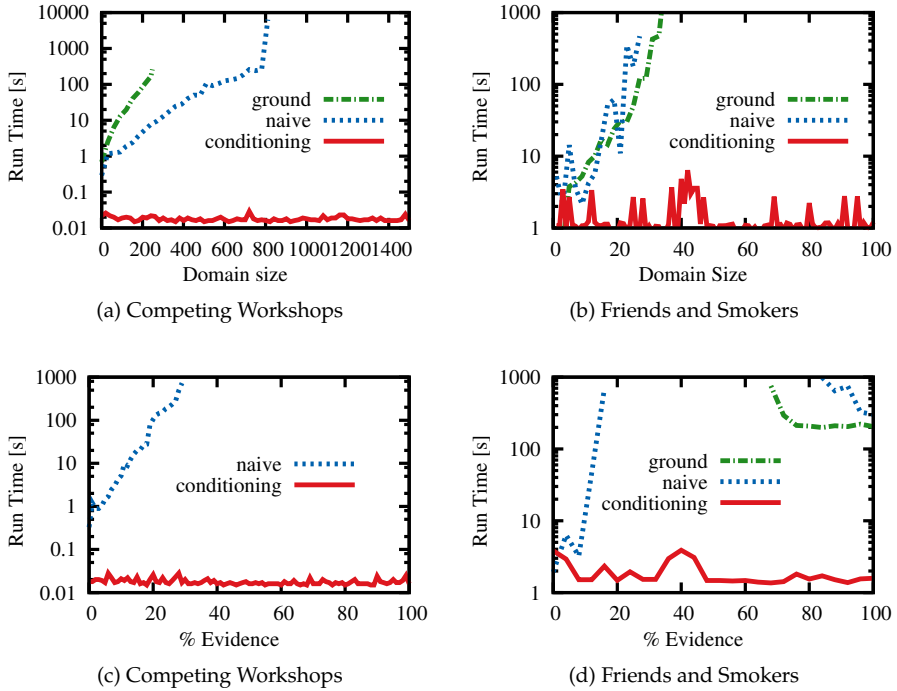 10000
1000
100
10
1
0.1
0.01
Run Time [s]
ground
naive
conditioning
0 200 400 600 800 1000 1200 1400
Domain size
(a) Competing Workshops
1000
100
10
1
Run Time [s]
ground
naive
conditioning
0 20 40 60 80 100
Domain Size
(b) Friends and Smokers
1000
100
10
1
0.1
0.01
Run Time [s]
naive
conditioning
0 20 40 60 80 100
% Evidence
(c) Competing Workshops
1000
100
10
1
Run Time [s]
ground
naive
conditioning
0 20 40 60 80 100
% Evidence
(d) Friends and Smokers